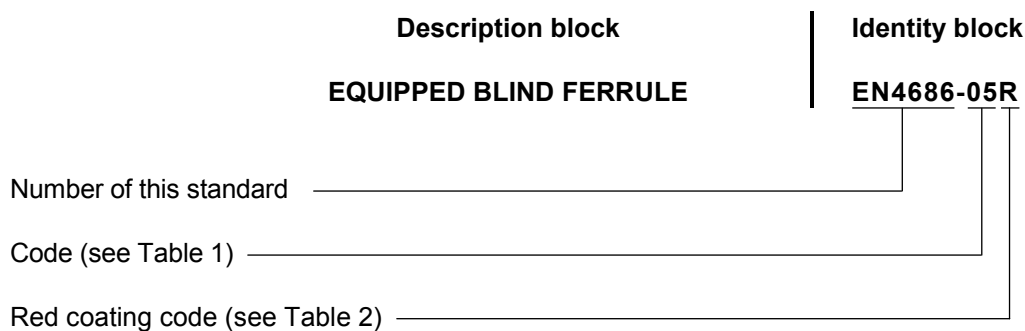 Description block Identity block
EQUIPPED BLIND FERRULE EN4686-05R
Number of this standard
Code (see Table 1)
Red coating code (see Table 2)